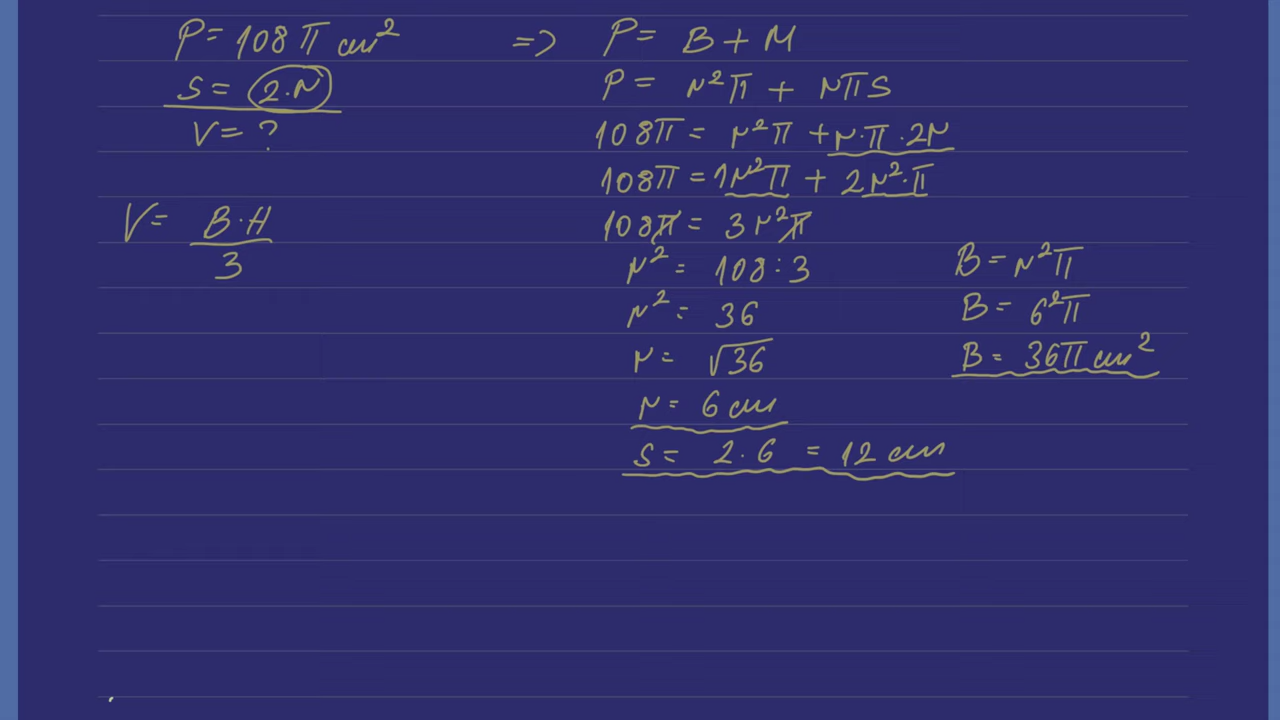 P = 108 π cm²
s = 2·r
V = ?
V = B·H / 3
=> P = B + M
P = r²π + rπs
108π = r²π + r·π·2r
108π = 1r²π + 2r²·π
108π = 3r²π
r² = 108 : 3
r² = 36
r = √36
r = 6 cm
s = 2·6 = 12 cm
B = r²π
B = 6²π
B = 36π cm²